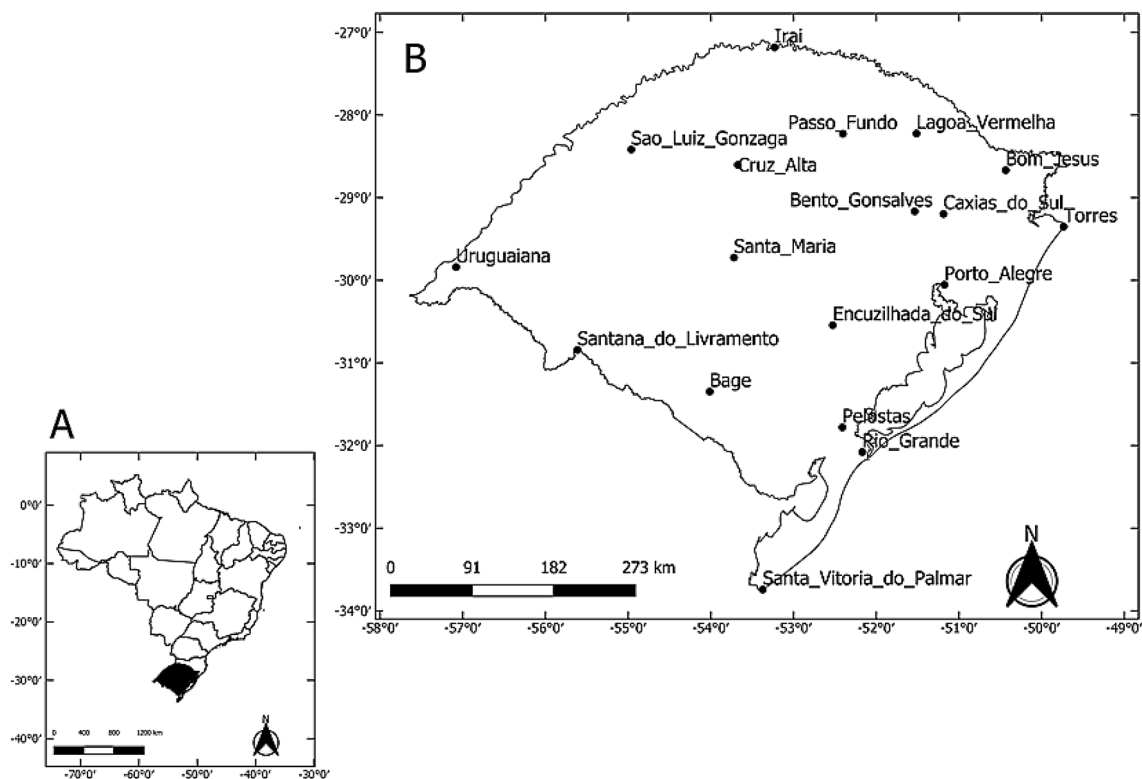 B
-27°0'
-28°0'
-29°0'
-30°0'
-31°0'
-32°0'
-33°0'
-34°0'
Irai
Passo_Fundo
Lagoa_Vermelha
Sao_Luiz_Gonzaga
Cruz_Alta
Bom_Jesus
Bento_Gonsalves
Caxias_do_Sul
Torres
Santa_Maria
Uruguaiana
Porto_Alegre
Encuzilhada_do_Sul
Santana_do_Livramento
Bage
Pelostas
Rio_Grande
Santa_Vitoria_do_Palmar
N
0 91 182 273 km
-58°0' -57°0' -56°0' -55°0' -54°0' -53°0' -52°0' -51°0' -50°0' -49°0'
A
0°0'
-10°0'
-20°0'
-30°0'
-40°0'
N
0 400 800 1200 km
-70°0' -60°0' -50°0' -40°0' -30°0'